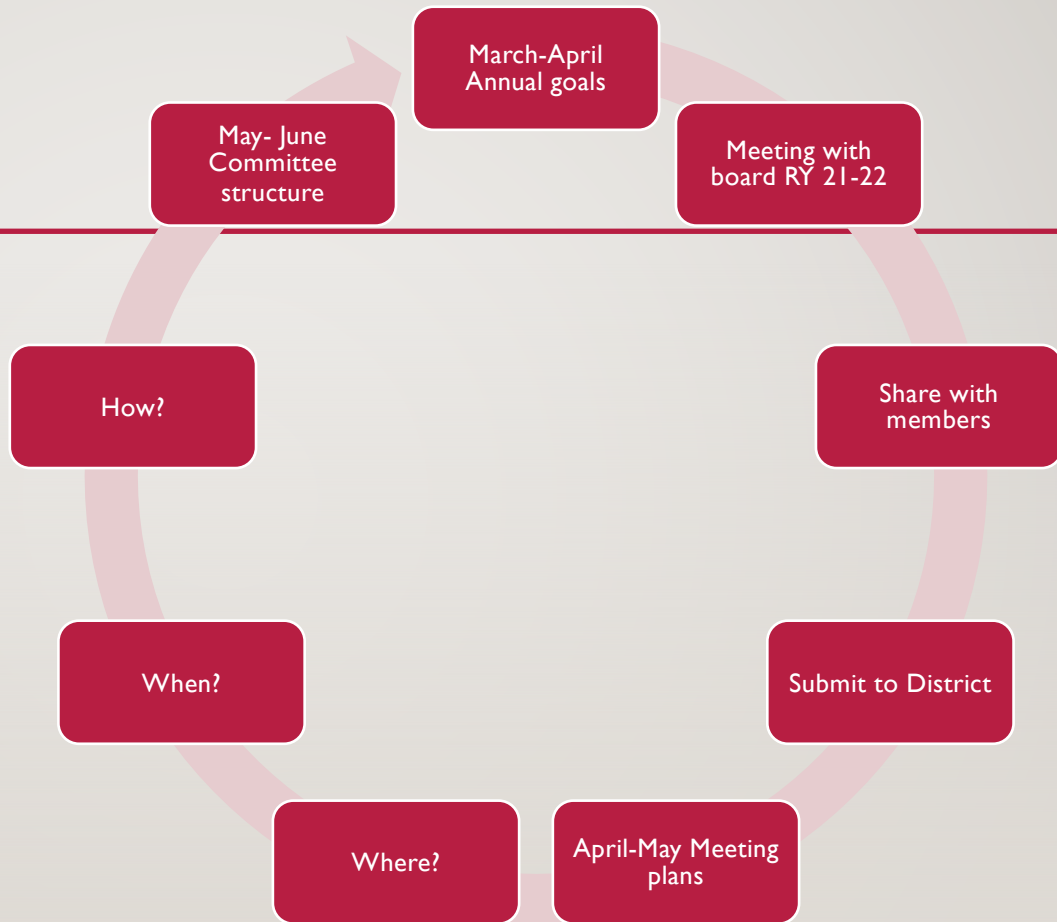 March-April
Annual goals
Meeting with
board RY 21-22
Share with
members
Submit to District
April-May Meeting
plans
Where?
When?
How?
May- June
Committee
structure